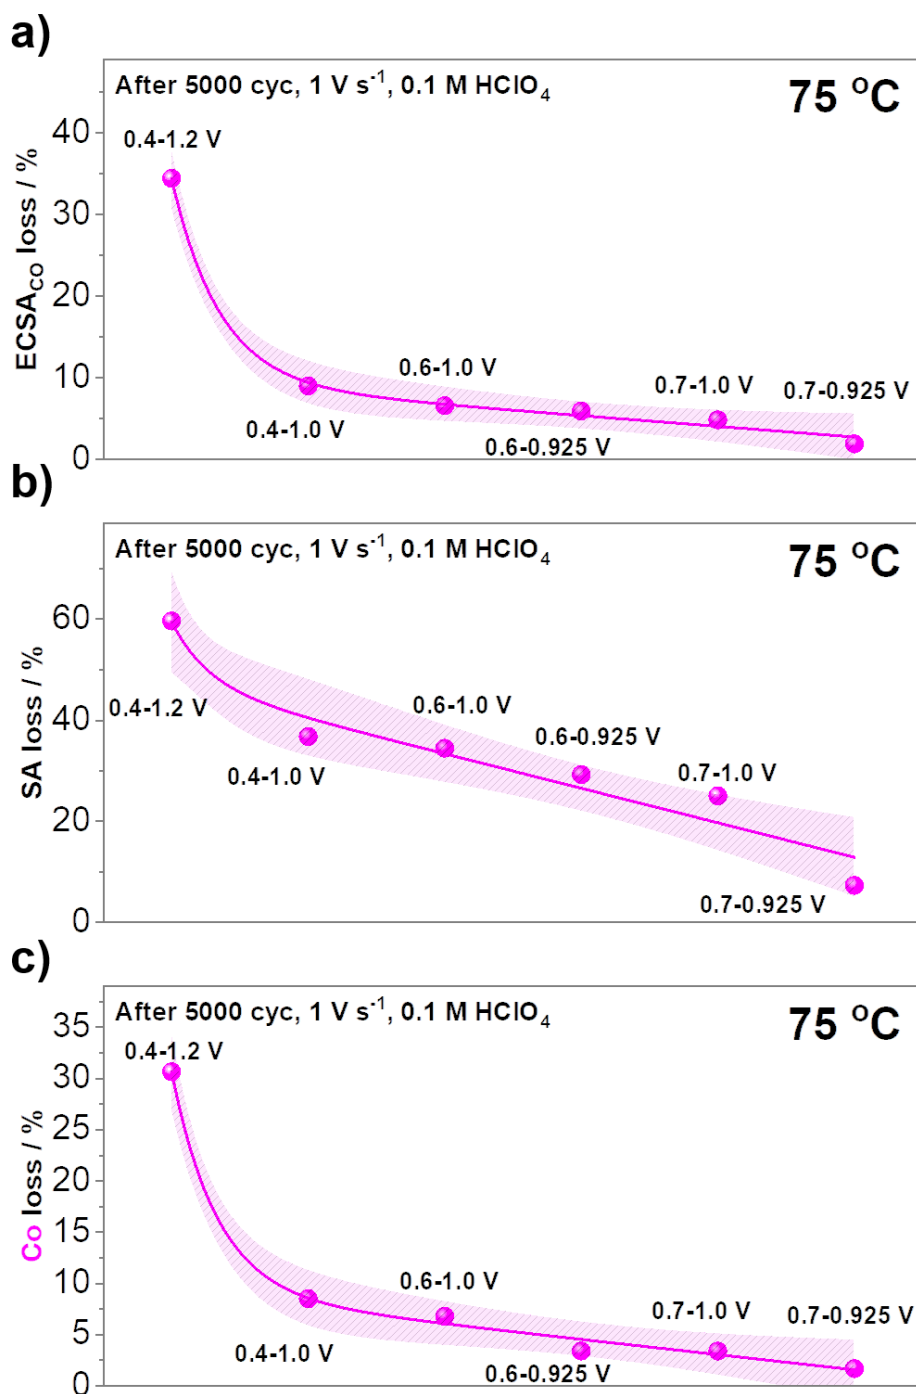 a)
After 5000 cyc, 1 V s⁻¹, 0.1 M HClO₄
75 ºC
ECSA_CO loss / %
40
30
20
10
0
0.4-1.2 V
0.4-1.0 V
0.6-1.0 V
0.6-0.925 V
0.7-1.0 V
0.7-0.925 V
b)
After 5000 cyc, 1 V s⁻¹, 0.1 M HClO₄
75 ºC
SA loss / %
60
40
20
0
0.4-1.2 V
0.4-1.0 V
0.6-1.0 V
0.6-0.925 V
0.7-1.0 V
0.7-0.925 V
c)
After 5000 cyc, 1 V s⁻¹, 0.1 M HClO₄
75 ºC
Co loss / %
35
30
25
20
15
10
5
0
0.4-1.2 V
0.4-1.0 V
0.6-1.0 V
0.6-0.925 V
0.7-1.0 V
0.7-0.925 V